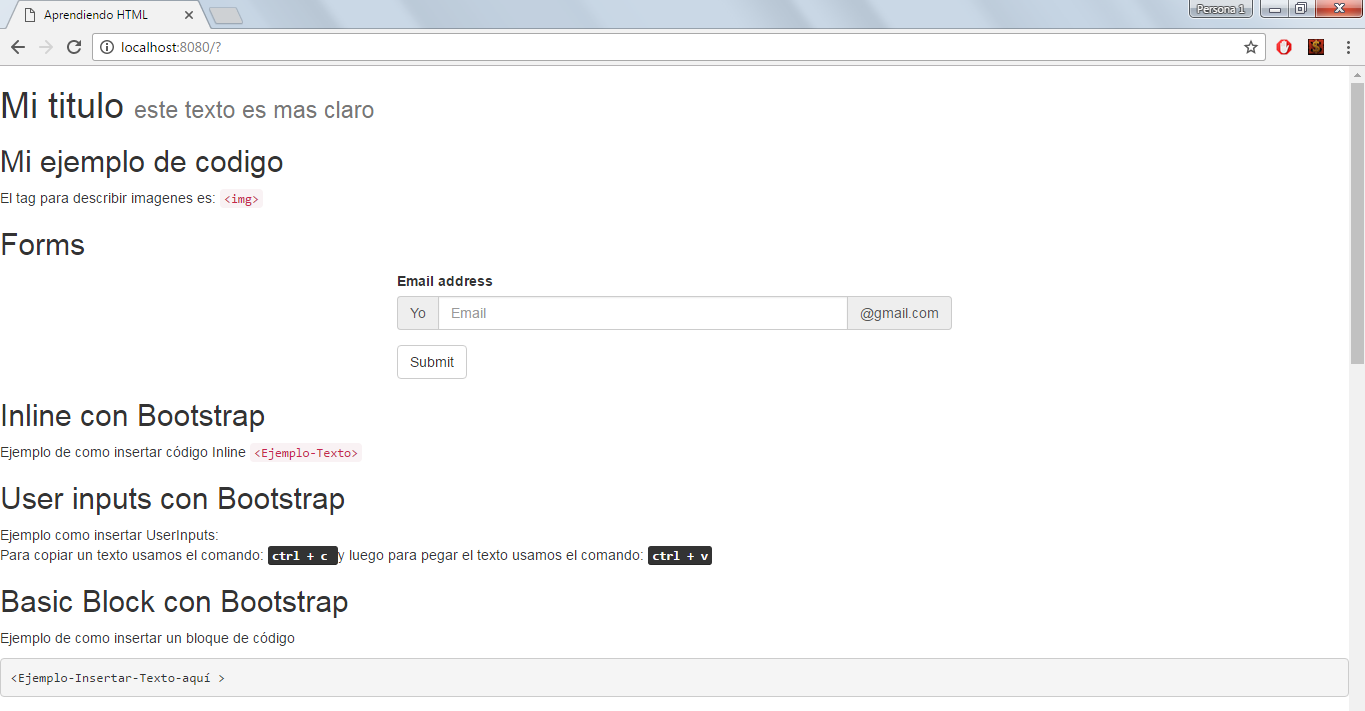 Aprendiendo HTML
Persona 1
localhost:8080/?
Mi titulo este texto es mas claro
Mi ejemplo de codigo
El tag para describir imagenes es: <img>
Forms
Email address
Yo Email @gmail.com
Submit
Inline con Bootstrap
Ejemplo de como insertar código Inline <Ejemplo-Texto>
User inputs con Bootstrap
Ejemplo como insertar UserInputs:
Para copiar un texto usamos el comando: ctrl + c y luego para pegar el texto usamos el comando: ctrl + v
Basic Block con Bootstrap
Ejemplo de como insertar un bloque de código
<Ejemplo-Insertar-Texto-aquí >